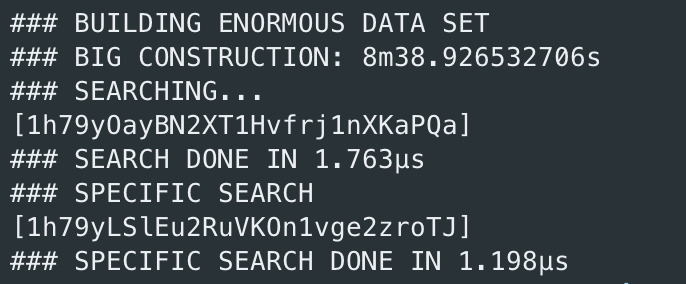 ### BUILDING ENORMOUS DATA SET
### BIG CONSTRUCTION: 8m38.926532706s
### SEARCHING...
[1h79yOayBN2XT1Hvfrj1nXKaPQa]
### SEARCH DONE IN 1.763µs
### SPECIFIC SEARCH
[1h79yLSlEu2RuVKOn1vge2zroTJ]
### SPECIFIC SEARCH DONE IN 1.198µs